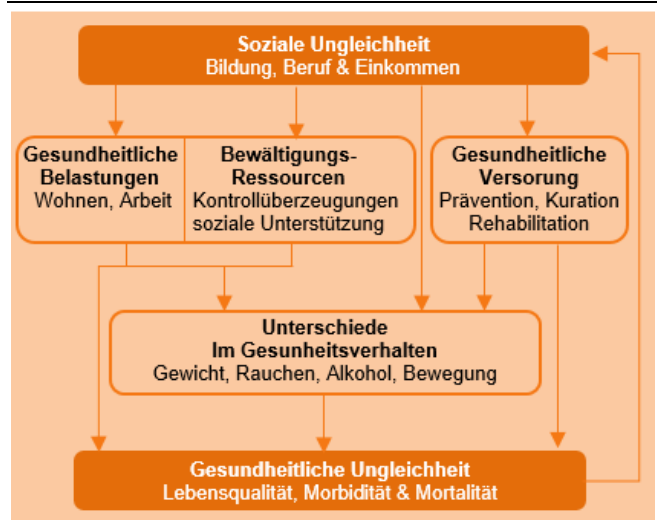 Soziale Ungleichheit
Bildung, Beruf & Einkommen
Gesundheitliche
Belastungen
Wohnen, Arbeit
Bewältigungs-
Ressourcen
Kontrollüberzeugungen
soziale Unterstützung
Gesundheitliche
Versorung
Prävention, Kuration
Rehabilitation
Unterschiede
Im Gesunheitsverhalten
Gewicht, Rauchen, Alkohol, Bewegung
Gesundheitliche Ungleichheit
Lebensqualität, Morbidität & Mortalität